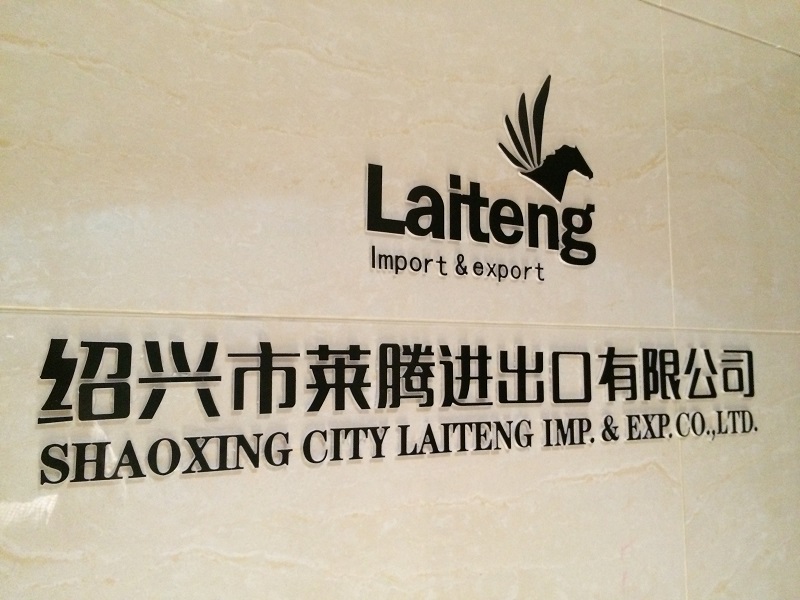 Laiteng
Import & export
绍兴市莱腾进出口有限公司
SHAOXING CITY LAITENG IMP. & EXP. CO.,LTD.